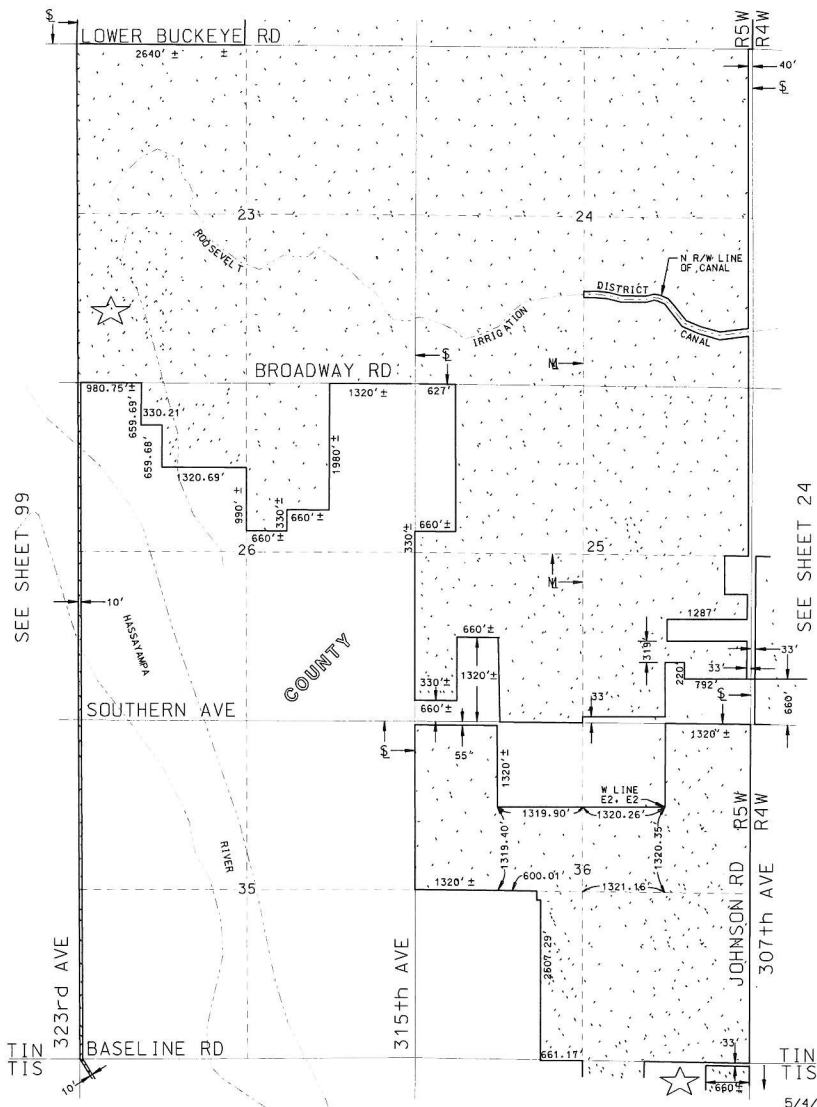 LOWER BUCKEYE RD
2640' ± ±
R5W
R4W
40'
23
24
ROOSEVELT
N R/W LINE
OF CANAL
DISTRICT
IRRIGATION
CANAL
BROADWAY RD
980.75'±
659.69'
330.21'
659.68'
1320.69'
1320'±
627'
1980'±
990'±
330'±
660'±
660'±
330'±
660'±
SEE SHEET 99
SEE SHEET 24
26
25
10'
HASSAYAMPA
COUNTY
1287'
319'
33'
33'
220'
792'
660'
660'±
1320'±
330'±
660'±
33'
SOUTHERN AVE
1320'±
55'
1320'±
W LINE
E2, E2
1319.90'
1320.26'
R5W
R4W
1319.40'
1320.35'
RIVER
36
35
1320'±
600.01'
1321.16'
2607.29'
323rd AVE
315th AVE
JOHNSON RD
307th AVE
T1N
T1S
BASELINE RD
661.17'
33'
T1N
T1S
10'
660'±
5/4/